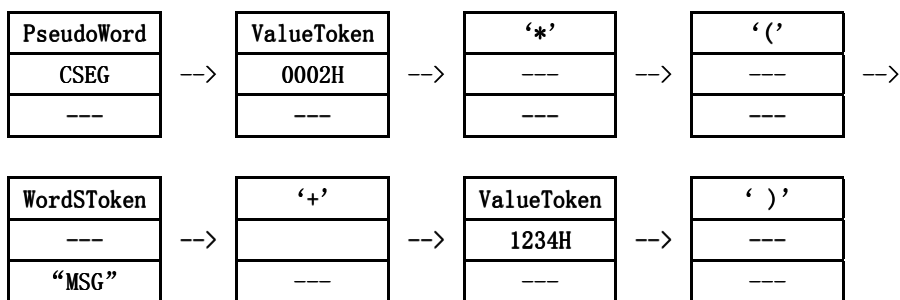 PseudoWord ValueToken ‘*’ ‘(’
CSEG --> 0002H --> --- --> --- -->
--- --- --- ---
WordSToken ‘+’ ValueToken ‘ )’
--- --> --> 1234H --> ---
“MSG” --- --- ---